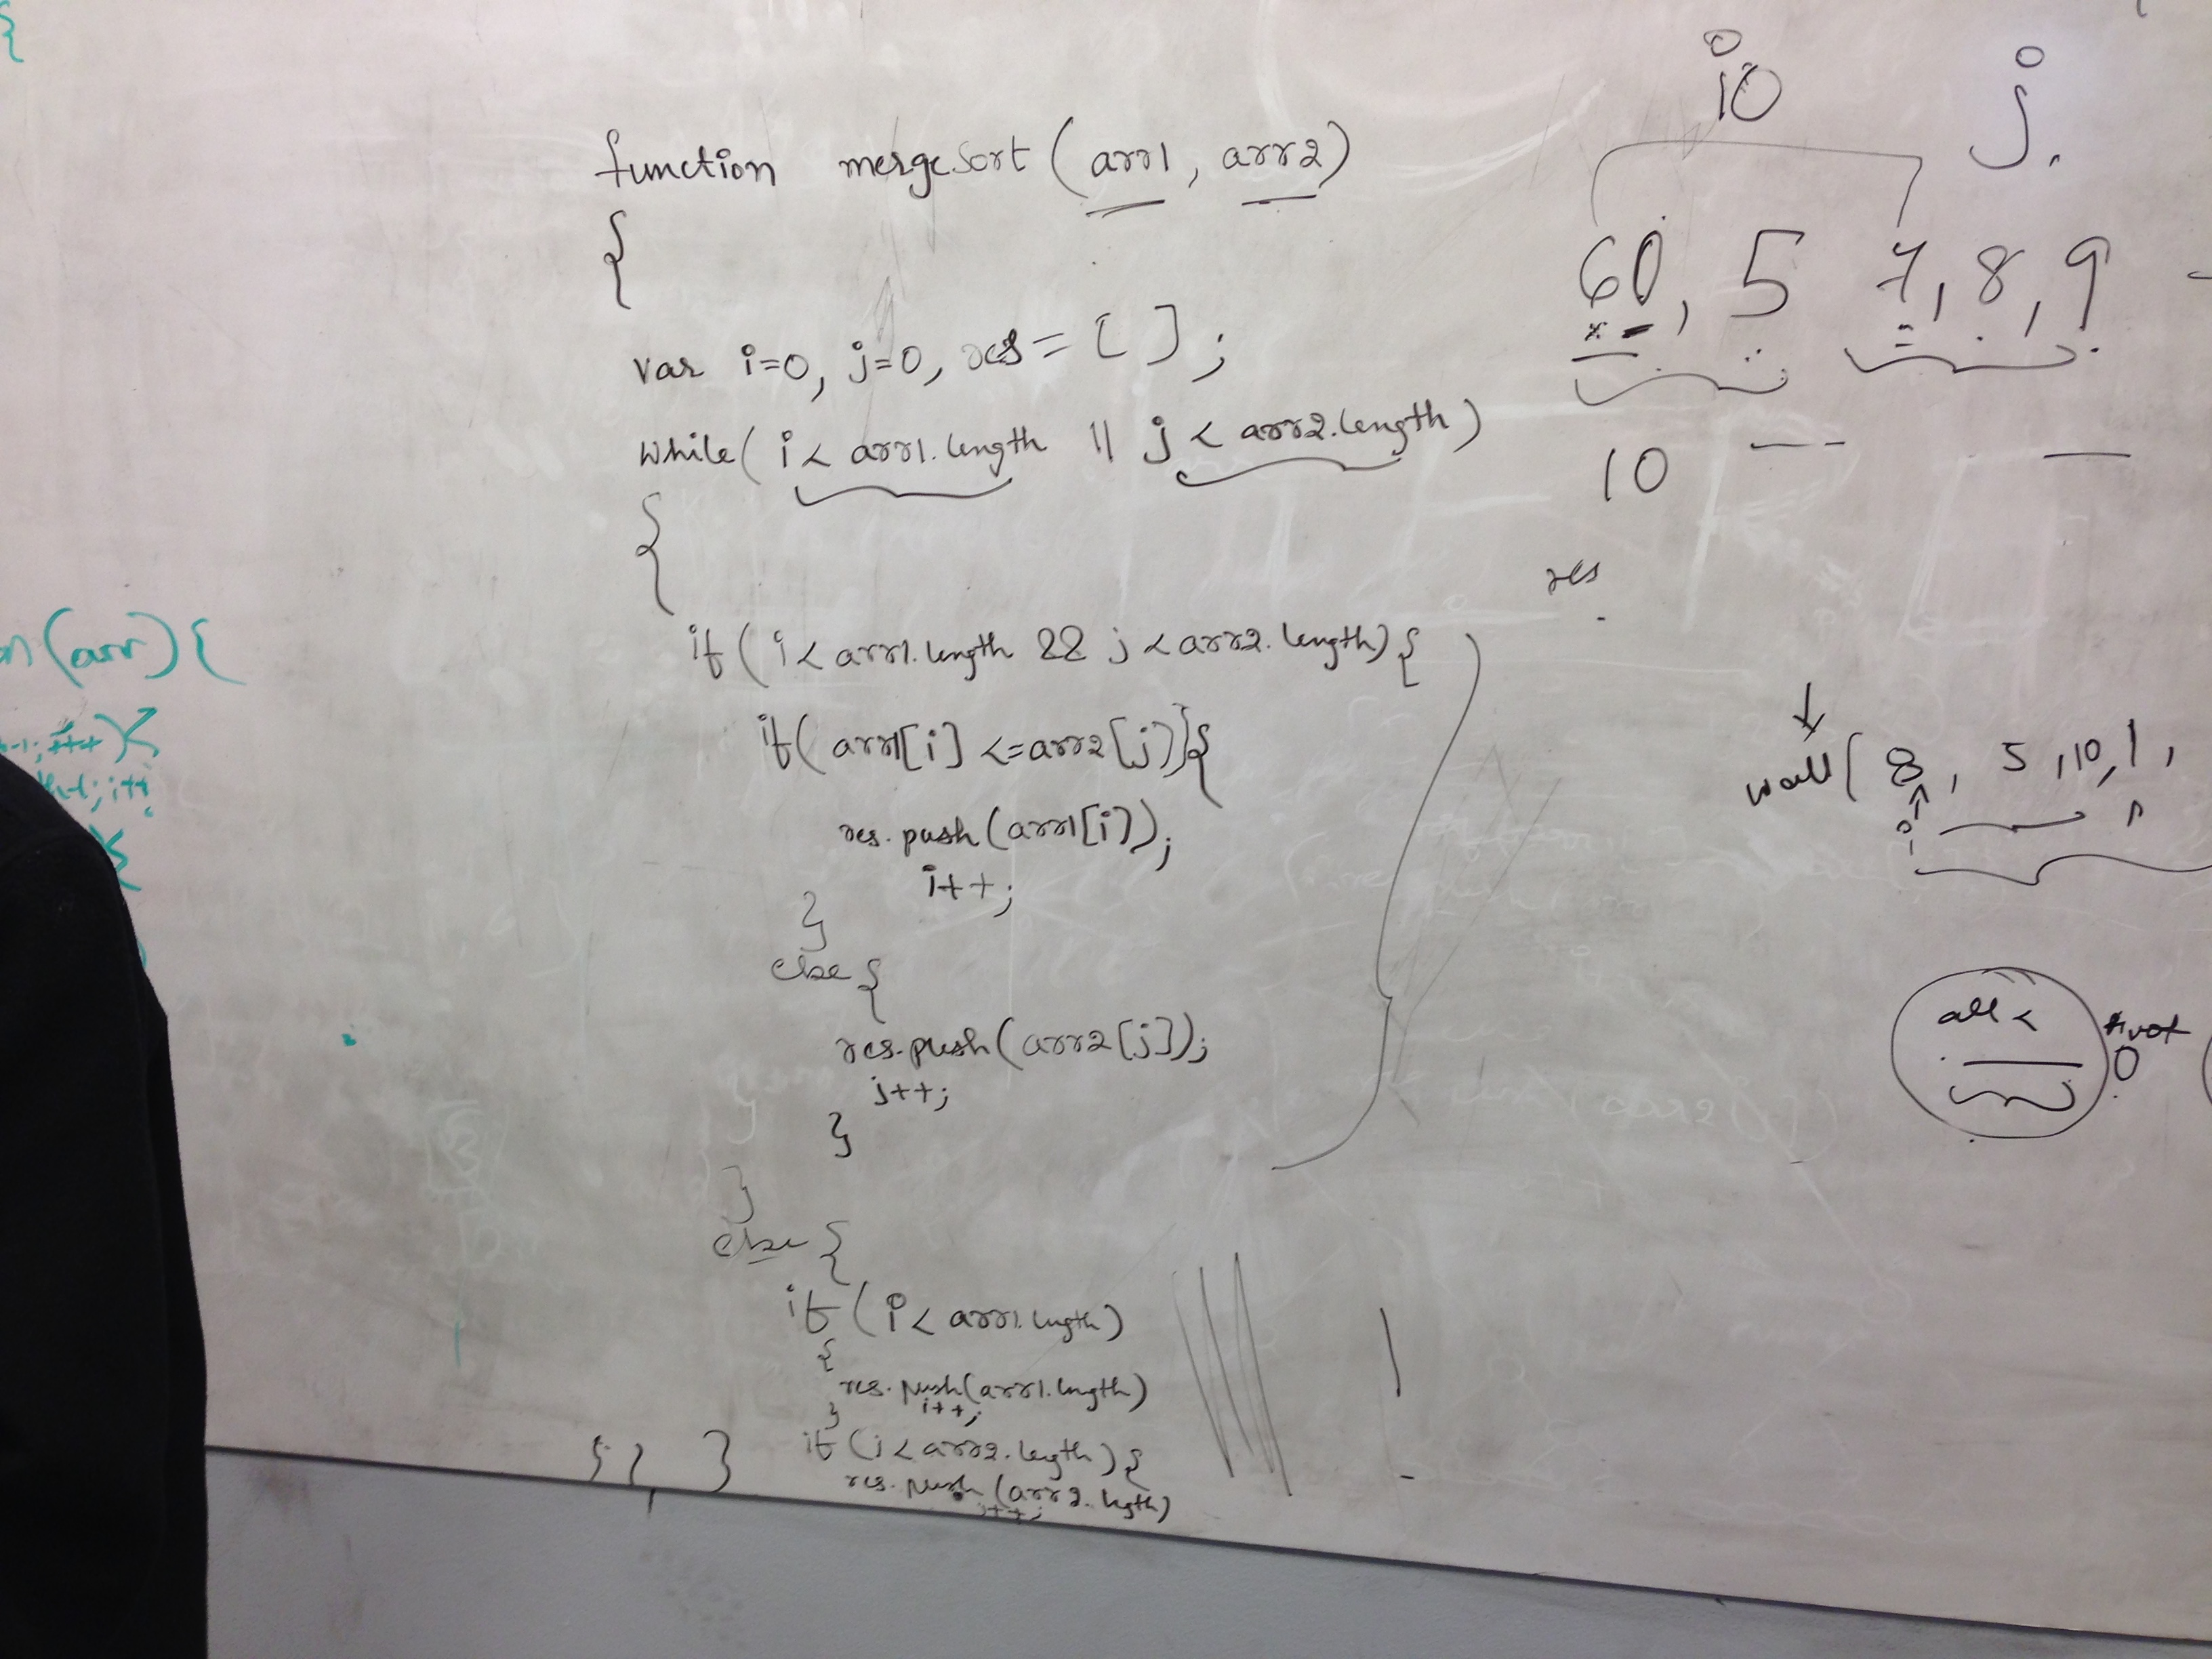 {
function mergeSort (arr1, arr2)
{
var i=0, j=0, res = [ ];
while( i< arr1.length || j < arr2.length)
{
if( i< arr1.length && j < arr2.length) {
if( arr1[i] <= arr2[j]){
res.push(arr1[i]);
i++;
}
else {
res.push(arr2[j]);
j++;
}
}
else {
if ( i< arr1.length)
{
res.push(arr1.length)
i++;
}
if (j < arr2.length) {
res.push (arr2.length)
j++;
}
(arr) {
; i++
i
j
60, 5 7, 8, 9
10
res
wall( 8, 5, 10, 1,
all <
pivot